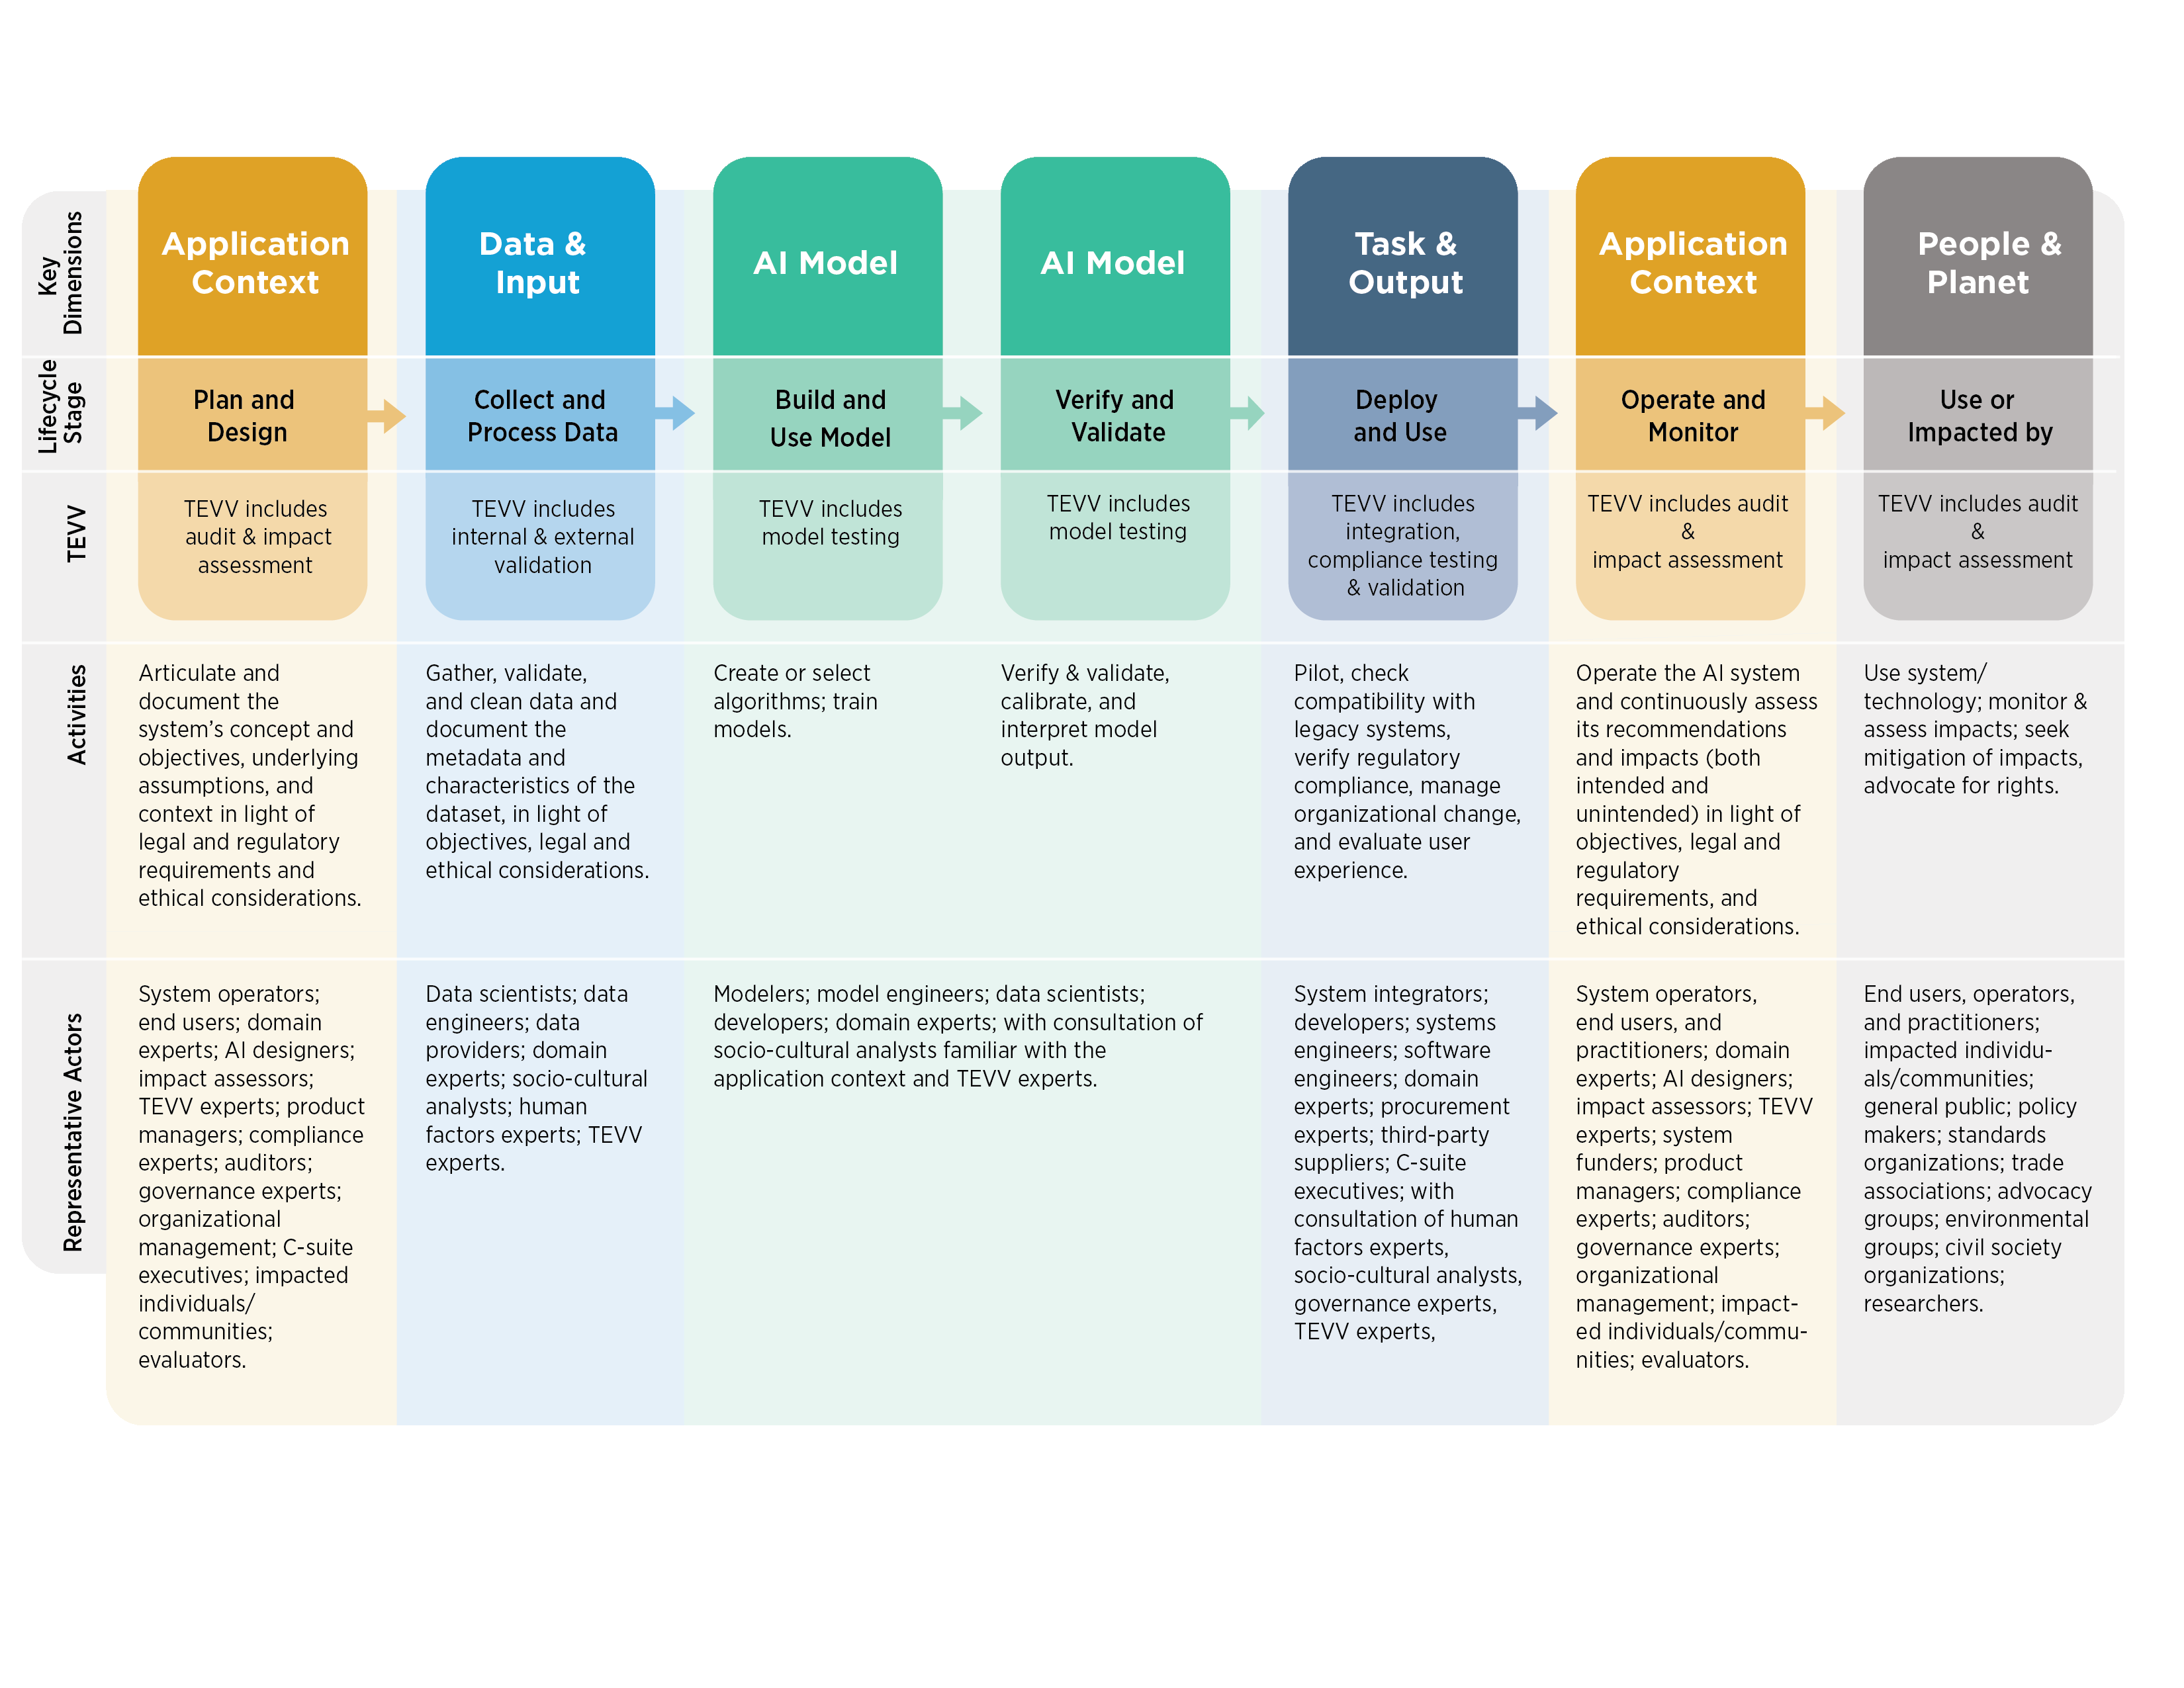 Key
Dimensions
Application
Context
Data &
Input
AI Model
AI Model
Task &
Output
Application
Context
People &
Planet
Lifecycle
Stage
Plan and
Design
Collect and
Process Data
Build and
Use Model
Verify and
Validate
Deploy
and Use
Operate and
Monitor
Use or
Impacted by
TEVV
TEVV includes
audit & impact
assessment
TEVV includes
internal & external
validation
TEVV includes
model testing
TEVV includes
model testing
TEVV includes
integration,
compliance testing
& validation
TEVV includes audit
&
impact assessment
TEVV includes audit
&
impact assessment
Activities
Articulate and
document the
system’s concept and
objectives, underlying
assumptions, and
context in light of
legal and regulatory
requirements and
ethical considerations.
Gather, validate,
and clean data and
document the
metadata and
characteristics of the
dataset, in light of
objectives, legal and
ethical considerations.
Create or select
algorithms; train
models.
Verify & validate,
calibrate, and
interpret model
output.
Pilot, check
compatibility with
legacy systems,
verify regulatory
compliance, manage
organizational change,
and evaluate user
experience.
Operate the AI system
and continuously assess
its recommendations
and impacts (both
intended and
unintended) in light of
objectives, legal and
regulatory
requirements, and
ethical considerations.
Use system/
technology; monitor &
assess impacts; seek
mitigation of impacts,
advocate for rights.
Representative Actors
System operators;
end users; domain
experts; AI designers;
impact assessors;
TEVV experts; product
managers; compliance
experts; auditors;
governance experts;
organizational
management; C-suite
executives; impacted
individuals/
communities;
evaluators.
Data scientists; data
engineers; data
providers; domain
experts; socio-cultural
analysts; human
factors experts; TEVV
experts.
Modelers; model engineers; data scientists;
developers; domain experts; with consultation of
socio-cultural analysts familiar with the
application context and TEVV experts.
System integrators;
developers; systems
engineers; software
engineers; domain
experts; procurement
experts; third-party
suppliers; C-suite
executives; with
consultation of human
factors experts,
socio-cultural analysts,
governance experts,
TEVV experts,
System operators,
end users, and
practitioners; domain
experts; AI designers;
impact assessors; TEVV
experts; system
funders; product
managers; compliance
experts; auditors;
governance experts;
organizational
management; impact-
ed individuals/commu-
nities; evaluators.
End users, operators,
and practitioners;
impacted individu-
als/communities;
general public; policy
makers; standards
organizations; trade
associations; advocacy
groups; environmental
groups; civil society
organizations;
researchers.